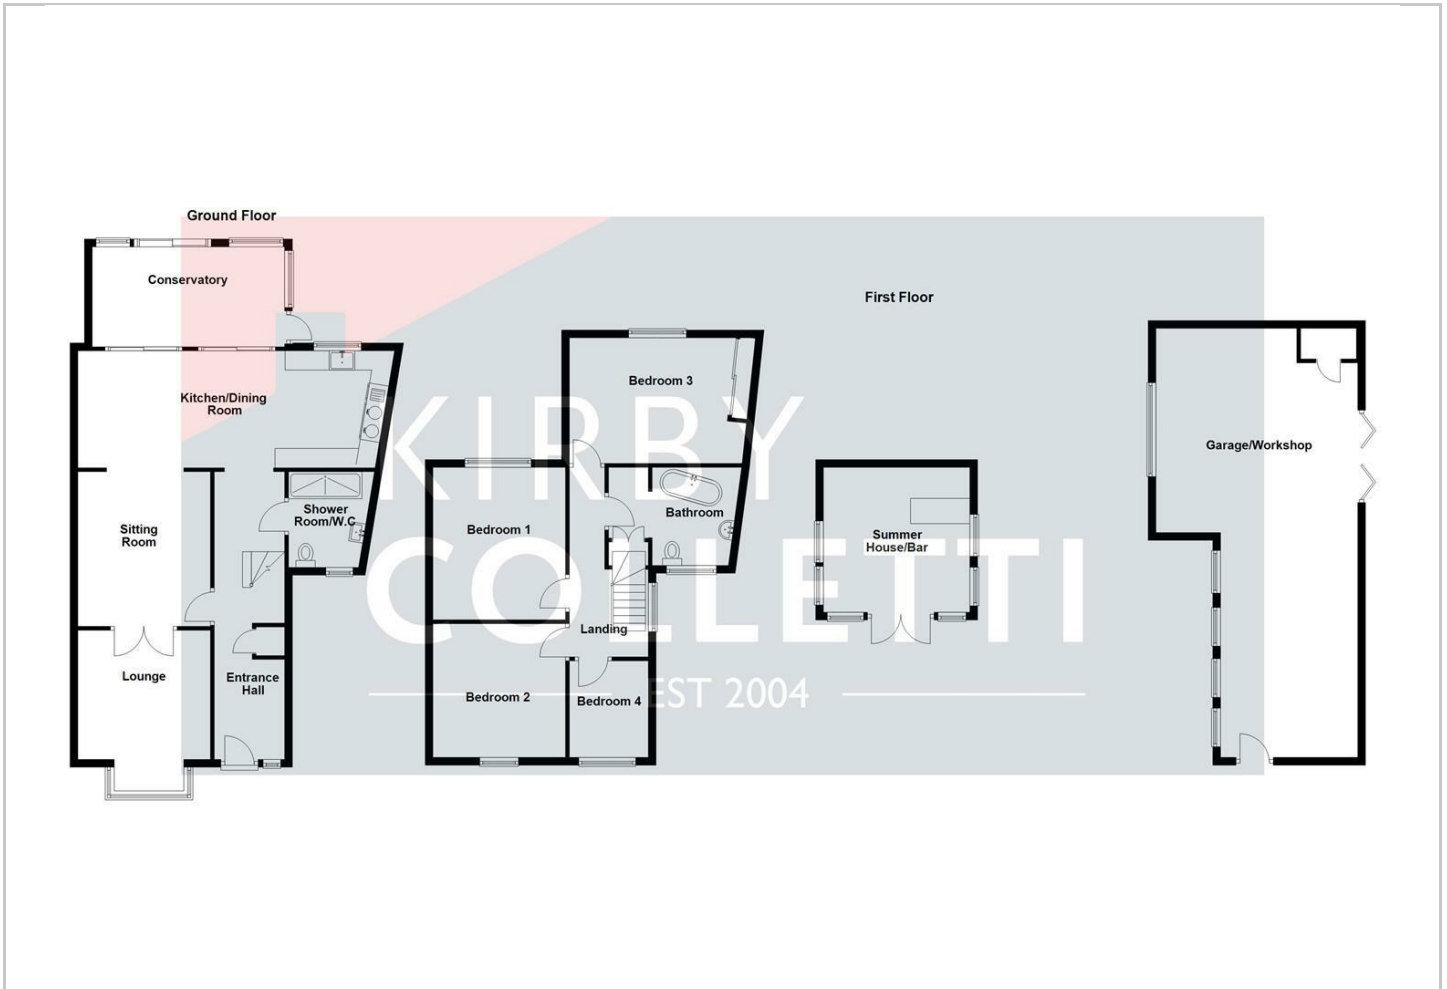 Ground Floor
Conservatory
Kitchen/Dining
Room
Shower
Room/W.C
Sitting
Room
Lounge
Entrance
Hall
First Floor
Bedroom 3
Bedroom 1
Bathroom
Landing
Bedroom 2
Bedroom 4
Summer
House/Bar
Garage/Workshop
KIRBY
COLLETTI
EST 2004